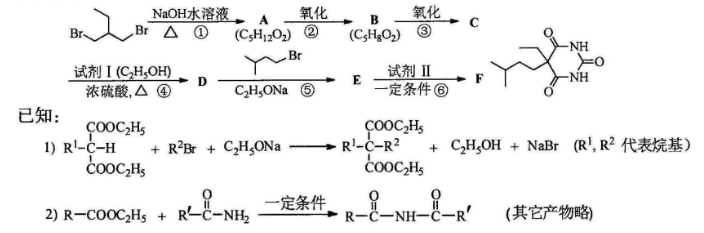 Br Br NaOH水溶液 △ ① A (C₅H₁₂O₂) 氧化 ② B (C₅H₈O₂) 氧化 ③ C
试剂 I (C₂H₅OH) 浓硫酸, △ ④ D Br C₂H₅ONa ⑤ E 试剂 II 一定条件 ⑥ F O NH O NH O
已知:
COOC₂H₅ COOC₂H₅
1) R¹-C-H + R²Br + C₂H₅ONa → R¹-C-R² + C₂H₅OH + NaBr (R¹, R² 代表烷基)
COOC₂H₅ COOC₂H₅
O O O
2) R-COOC₂H₅ + R′-C-NH₂ 一定条件 → R-C-NH-C-R′ (其它产物略)